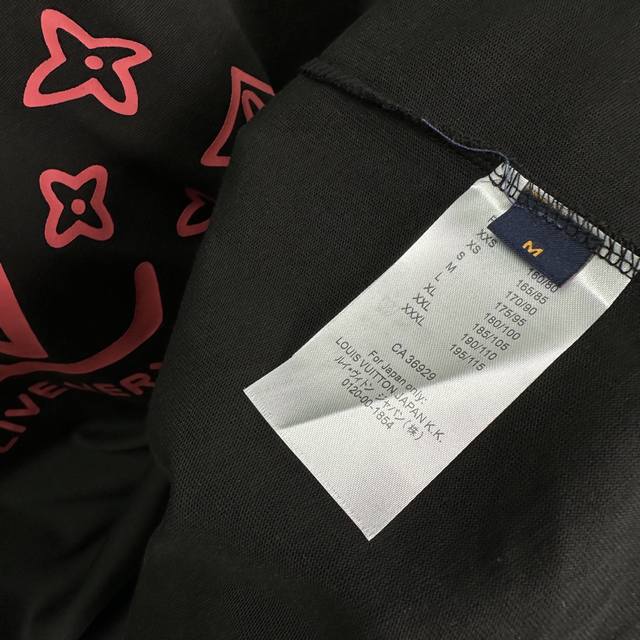 M
XXS
XS
S
M
L
XL
XXL
XXXL
160/80
165/85
170/90
175/95
180/100
185/105
190/110
195/115
CA 36929
For Japan only:
LOUIS VUITTON JAPAN K.K.
ルイ・ヴィトン ジャパン(株)
0120-00-1854
LIVE